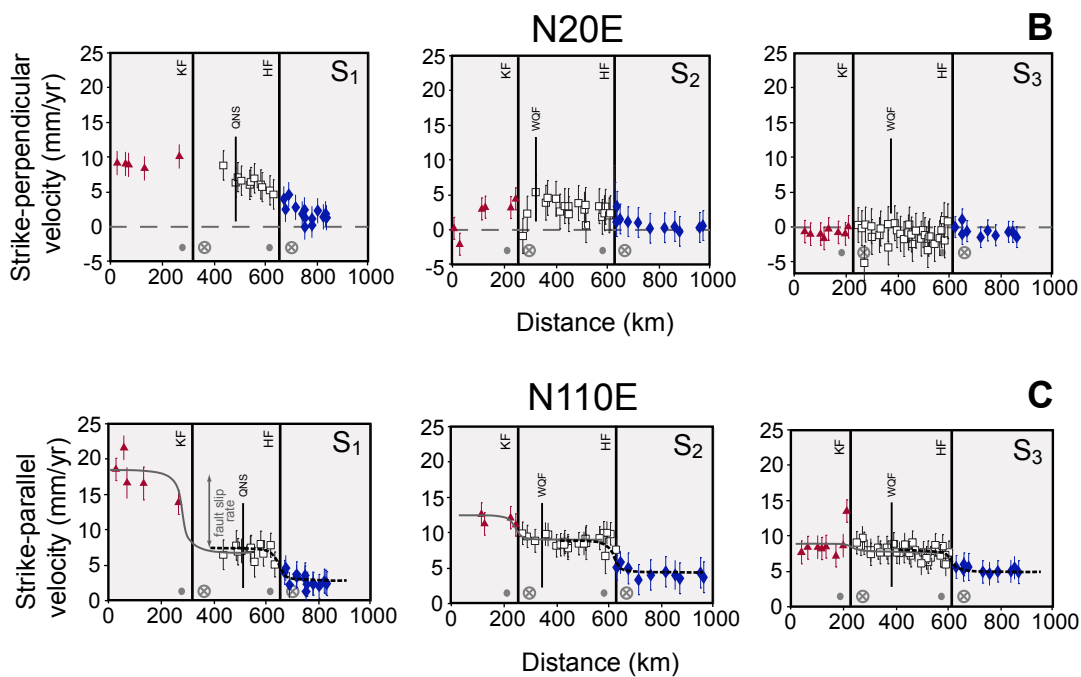 N20E
B
Strike-perpendicular
velocity (mm/yr)
25
20
15
10
5
0
−5
KF
HF
S1
QNS
0 200 400 600 800 1000
25
20
15
10
5
0
-5
KF
HF
S2
WQF
0 200 400 600 800 1000
25
20
15
10
5
0
−5
KF
HF
S3
WQF
0 200 400 600 800 1000
Distance (km)
N110E
C
Strike-parallel
velocity (mm/yr)
25
20
15
10
5
0
KF
HF
S1
QNS
fault slip
rate
0 200 400 600 800 1000
25
20
15
10
5
0
KF
HF
S2
WQF
0 200 400 600 800 1000
25
20
15
10
5
0
KF
HF
S3
WQF
0 200 400 600 800 1000
Distance (km)